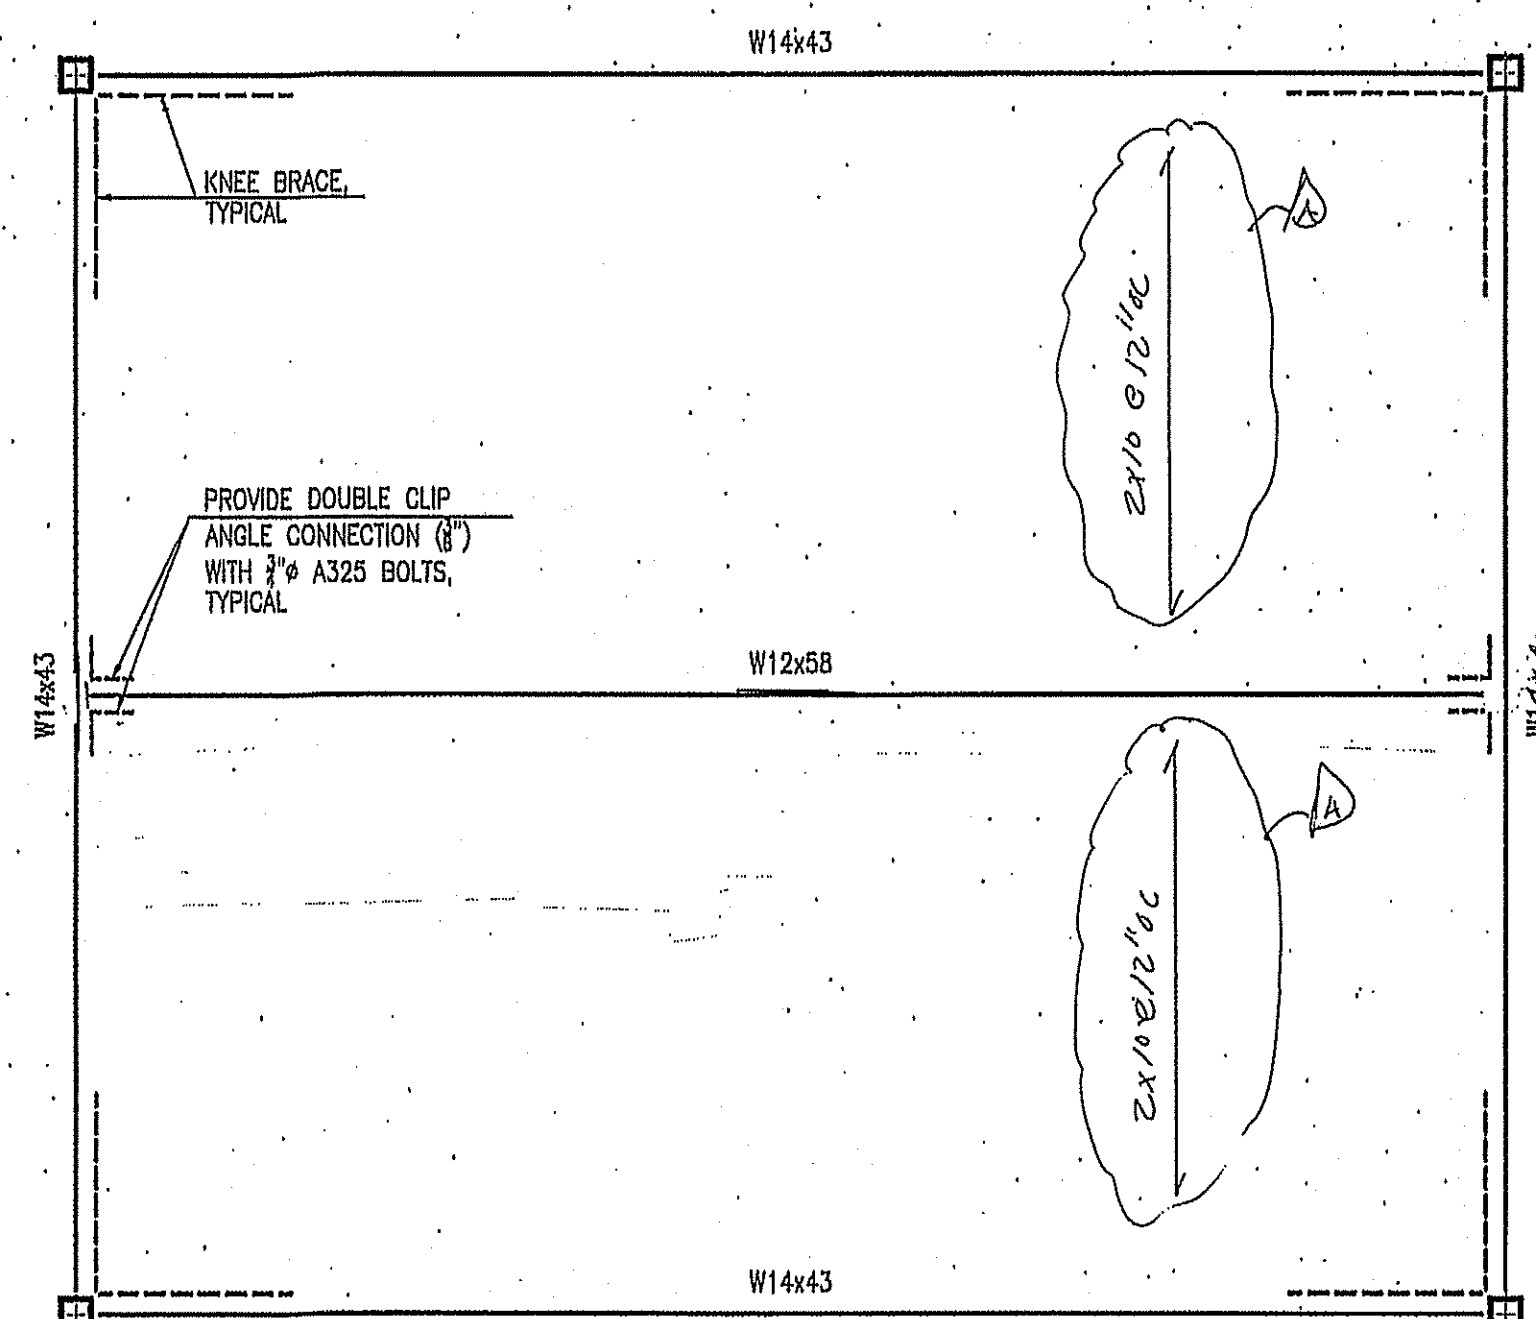 W14x43
KNEE BRACE,
TYPICAL
2x10 @ 12" OC
PROVIDE DOUBLE CLIP
ANGLE CONNECTION (3/8")
WITH 3/4"ø A325 BOLTS,
TYPICAL
W14x43
W12x58
A
2x10 @ 12" OC
W14x43